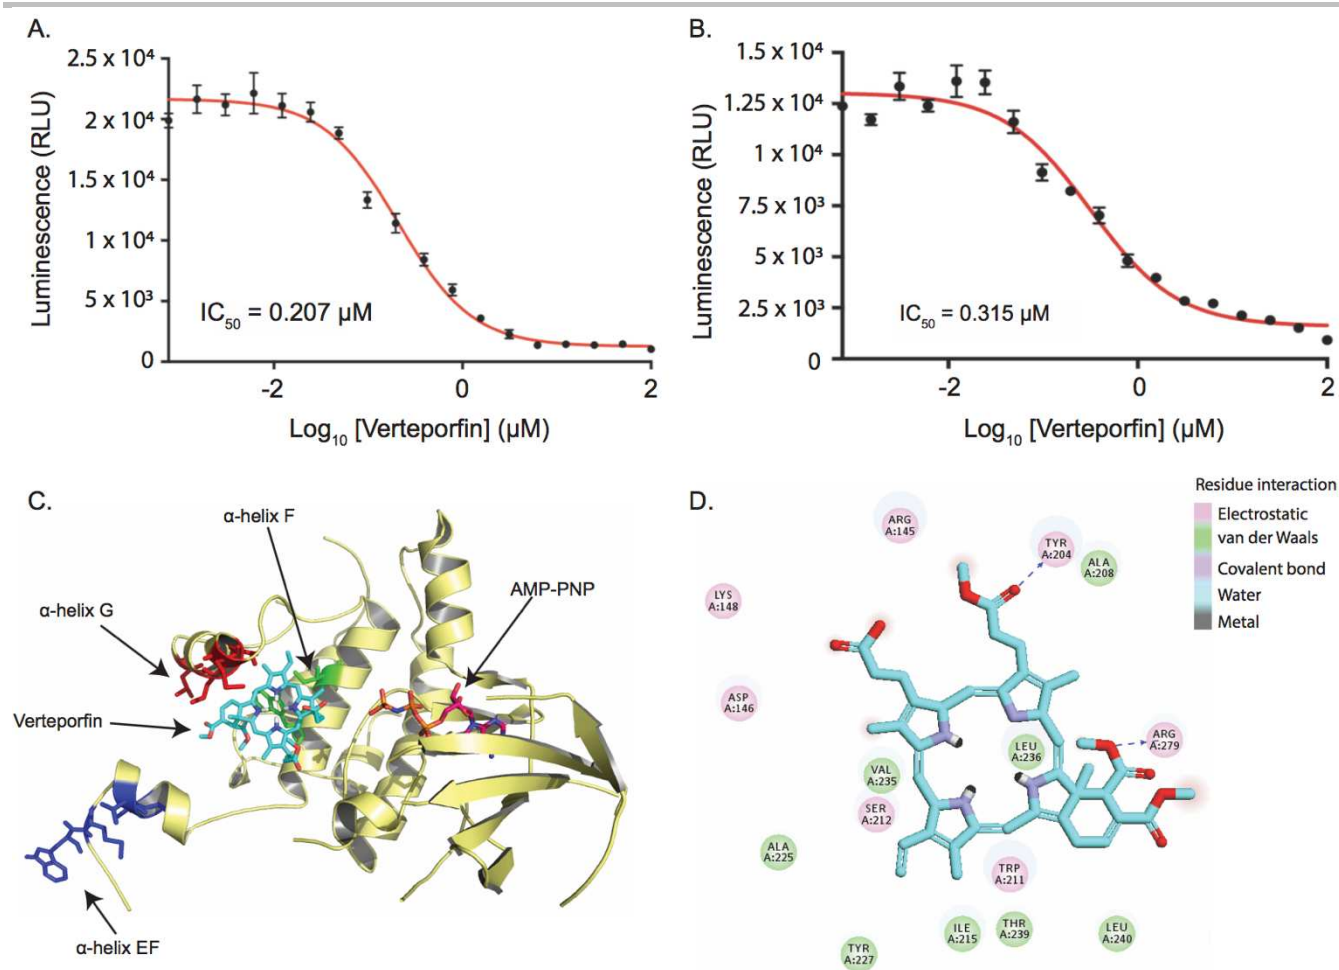 A.
2.5 x 10⁴
2 x 10⁴
1.5 x 10⁴
1 x 10⁴
5 x 10³
0
Luminescence (RLU)
IC₅₀ = 0.207 µM
-2
0
2
Log₁₀ [Verteporfin] (µM)
B.
1.5 x 10⁴
1.25 x 10⁴
1 x 10⁴
7.5 x 10³
5 x 10³
2.5 x 10³
0
Luminescence (RLU)
IC₅₀ = 0.315 µM
-2
0
2
Log₁₀ [Verteporfin] (µM)
C.
α-helix F
α-helix G
AMP-PNP
Verteporfin
α-helix EF
D.
Residue interaction
Electrostatic
van der Waals
Covalent bond
Water
Metal
ARG
A:145
TYR
A:204
ALA
A:208
LYS
A:148
ASP
A:146
ARG
A:279
LEU
A:236
VAL
A:235
SER
A:212
ALA
A:225
TRP
A:211
ILE
A:215
THR
A:239
LEU
A:240
TYR
A:227